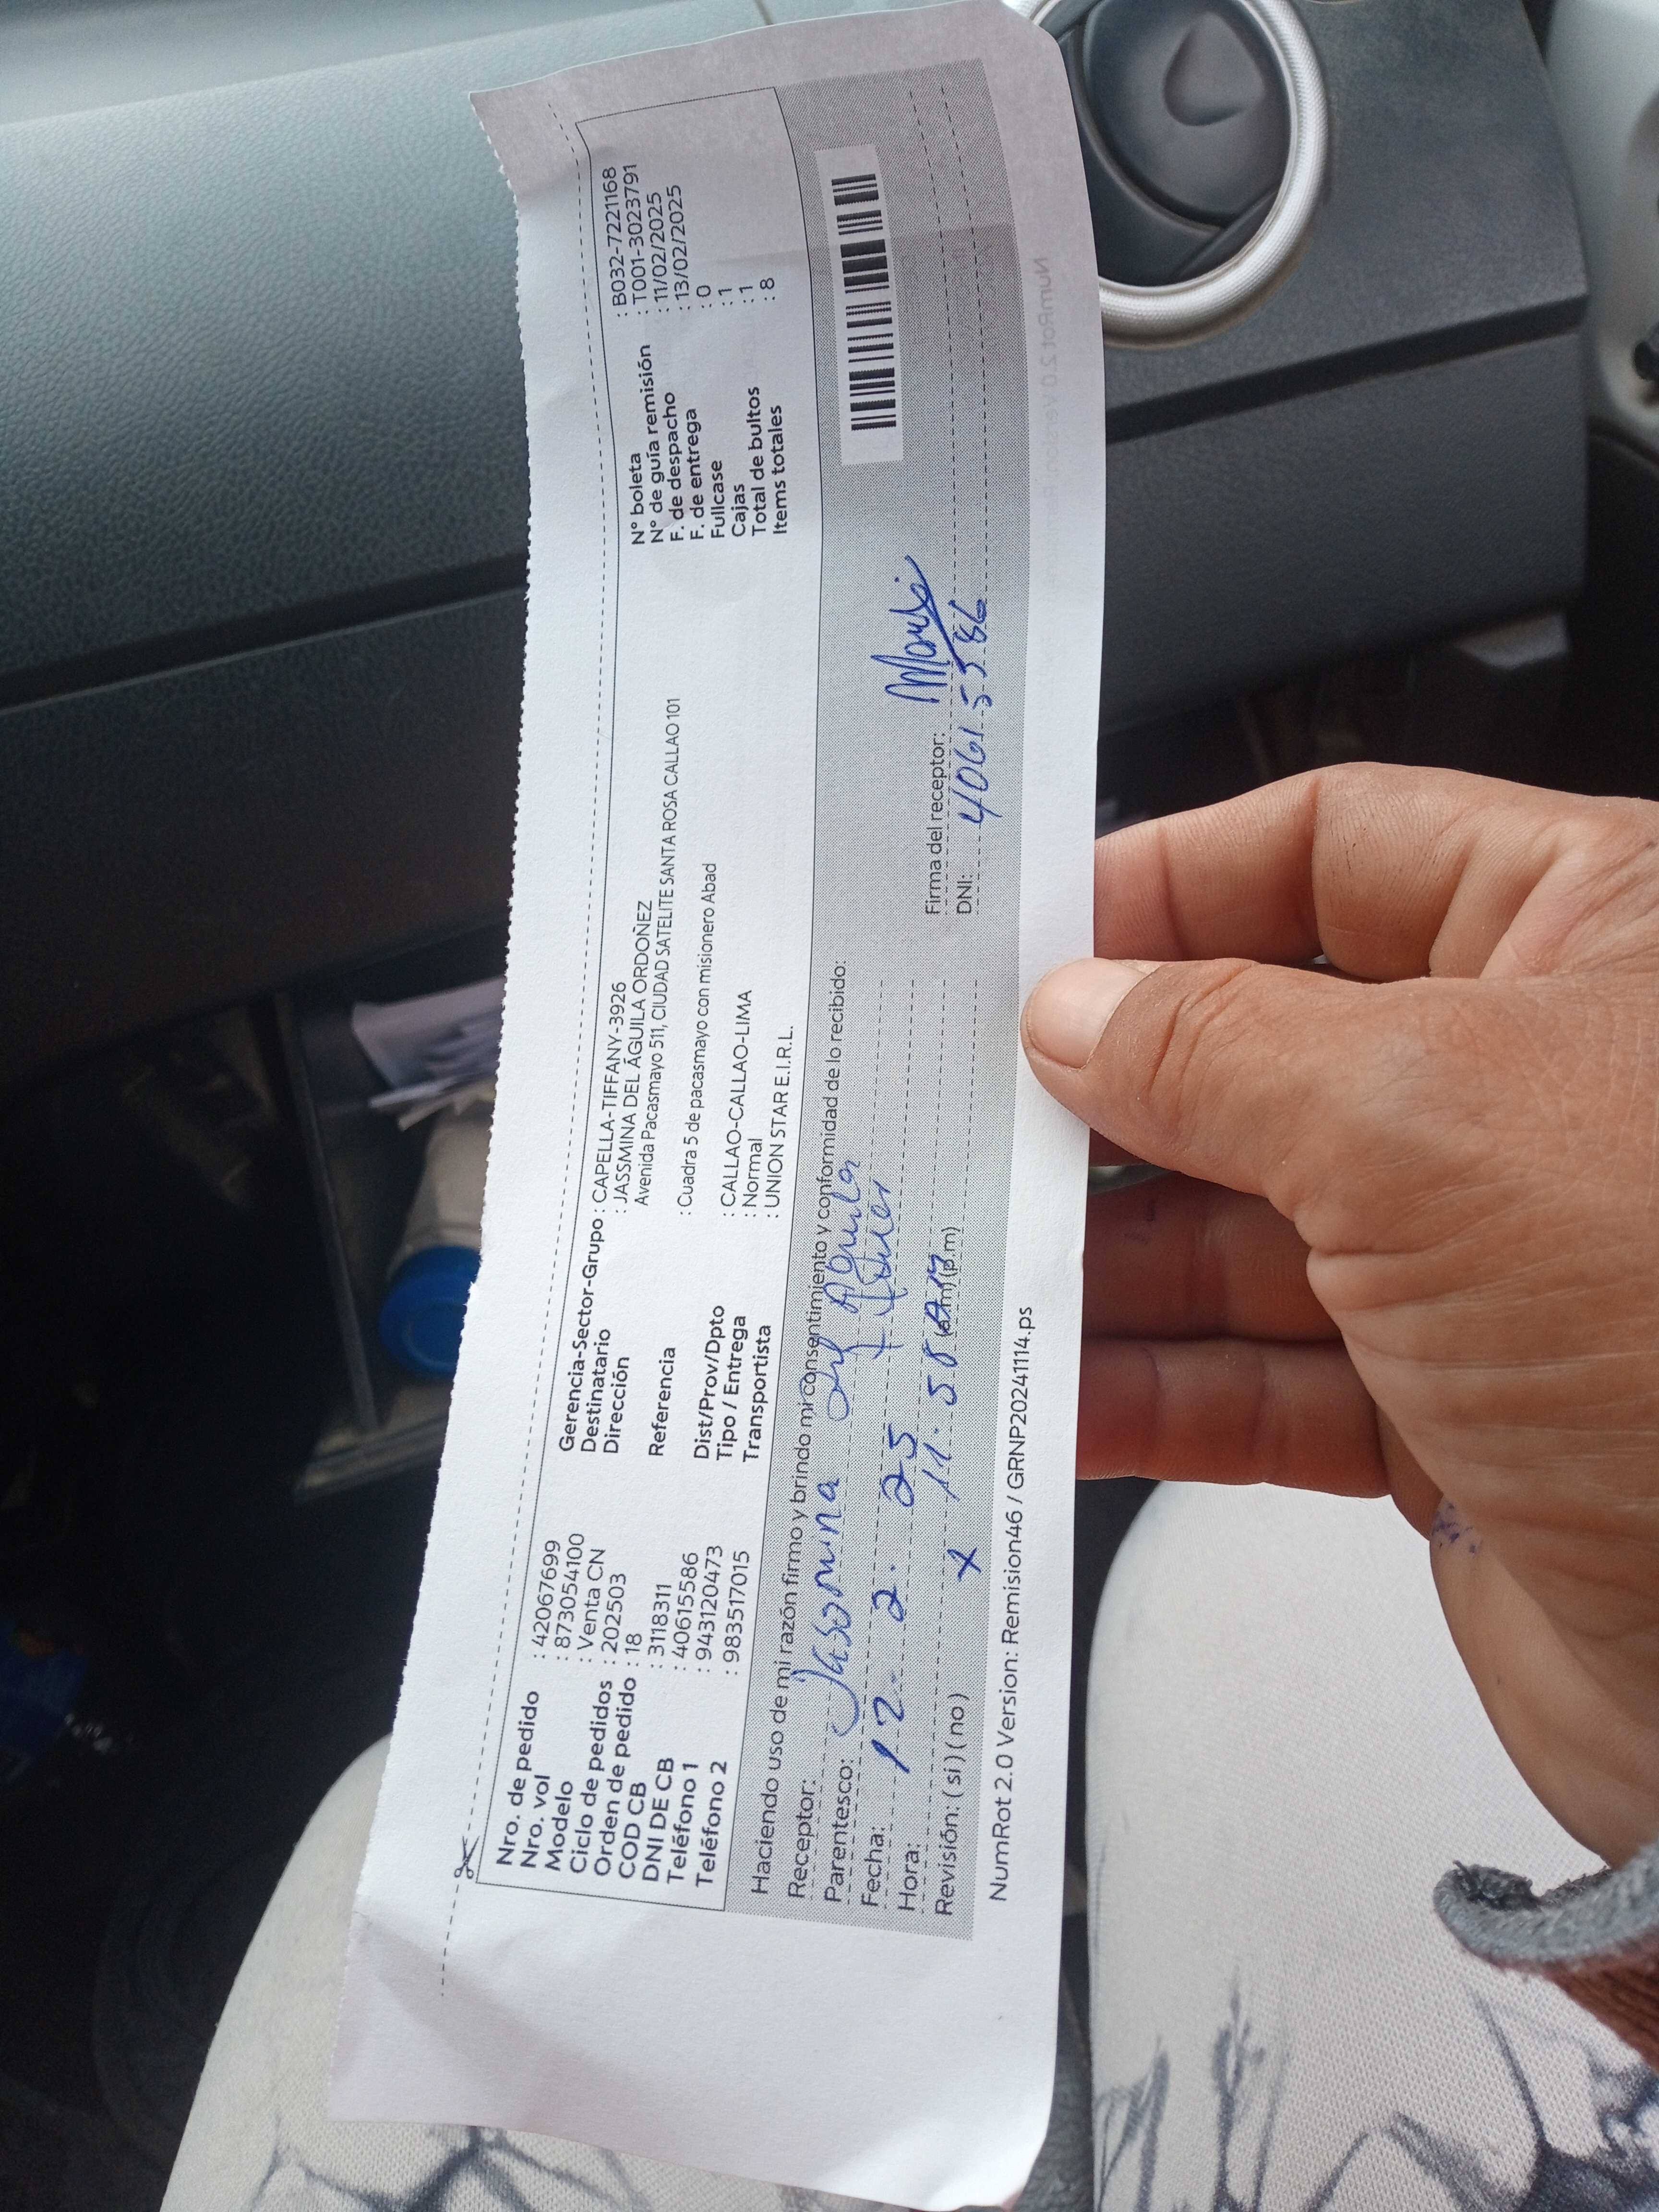 Nro. de pedido : 42067699
Nro. vol : 873054100
Modelo : Venta CN
Ciclo de pedidos : 202503
Orden de pedido : 18
COD CB : 3118311
DNI DE CB : 40615586
Teléfono 1 : 943120473
Teléfono 2 : 983517015
Gerencia-Sector-Grupo : CAPELLA-TIFFANY-3926
Destinatario : JASSMINA DEL ÁGUILA ORDOÑEZ
Dirección Avenida Pacasmayo 511, CIUDAD SATELITE SANTA ROSA CALLAO 101
Referencia : Cuadra 5 de pacasmayo con misionero Abad
Dist/Prov/Dpto : CALLAO-CALLAO-LIMA
Tipo / Entrega : Normal
Transportista : UNION STAR E.I.R.L.
N° boleta : B032-7221168
N° de guía remisión : T001-3023791
F. de despacho : 11/02/2025
F. de entrega : 13/02/2025
Fullcase : 0
Cajas : 1
Total de bultos : 1
Items totales : 8
Haciendo uso de mi razón firmo y brindo mi consentimiento y conformidad de lo recibido:
Receptor: Jassmina del Aguila
Parentesco:
Fecha: 12. 2. 25
Hora: 11:58 (a.m) (p.m)
Revisión: ( si ) ( no ) x
Firma del receptor:
DNI: 40615586
NumRot 2.0 Version: Remision46 / GRNP20241114.ps